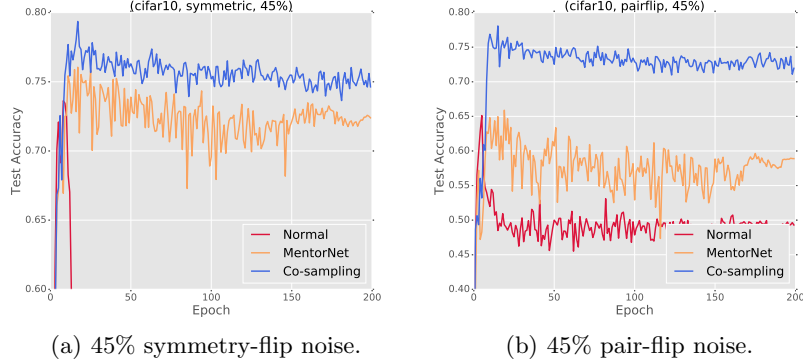 (cifar10, symmetric, 45%)
0.80
0.75
0.70
0.65
0.60
Test Accuracy
0 50 100 150 200
Epoch
Normal
MentorNet
Co-sampling
(a) 45% symmetry-flip noise.
(cifar10, pairflip, 45%)
0.80
0.75
0.70
0.65
0.60
0.55
0.50
0.45
0.40
Test Accuracy
0 50 100 150 200
Epoch
Normal
MentorNet
Co-sampling
(b) 45% pair-flip noise.